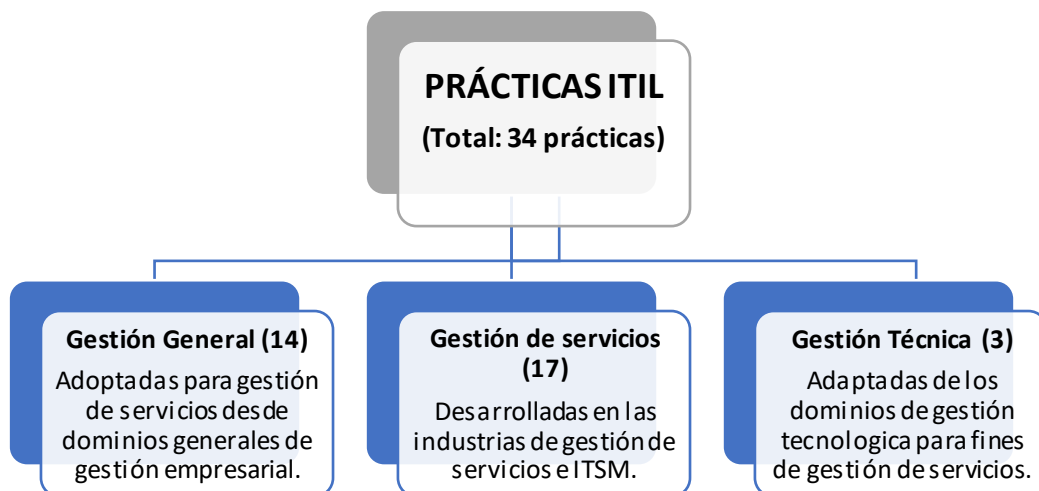 PRÁCTICAS ITIL
(Total: 34 prácticas)
Gestión General (14)
Adoptadas para gestión
de servicios desde
dominios generales de
gestión empresarial.
Gestión de servicios
(17)
Desarrolladas en las
industrias de gestión de
servicios e ITSM.
Gestión Técnica (3)
Adaptadas de los
dominios de gestión
tecnologica para fines
de gestión de servicios.